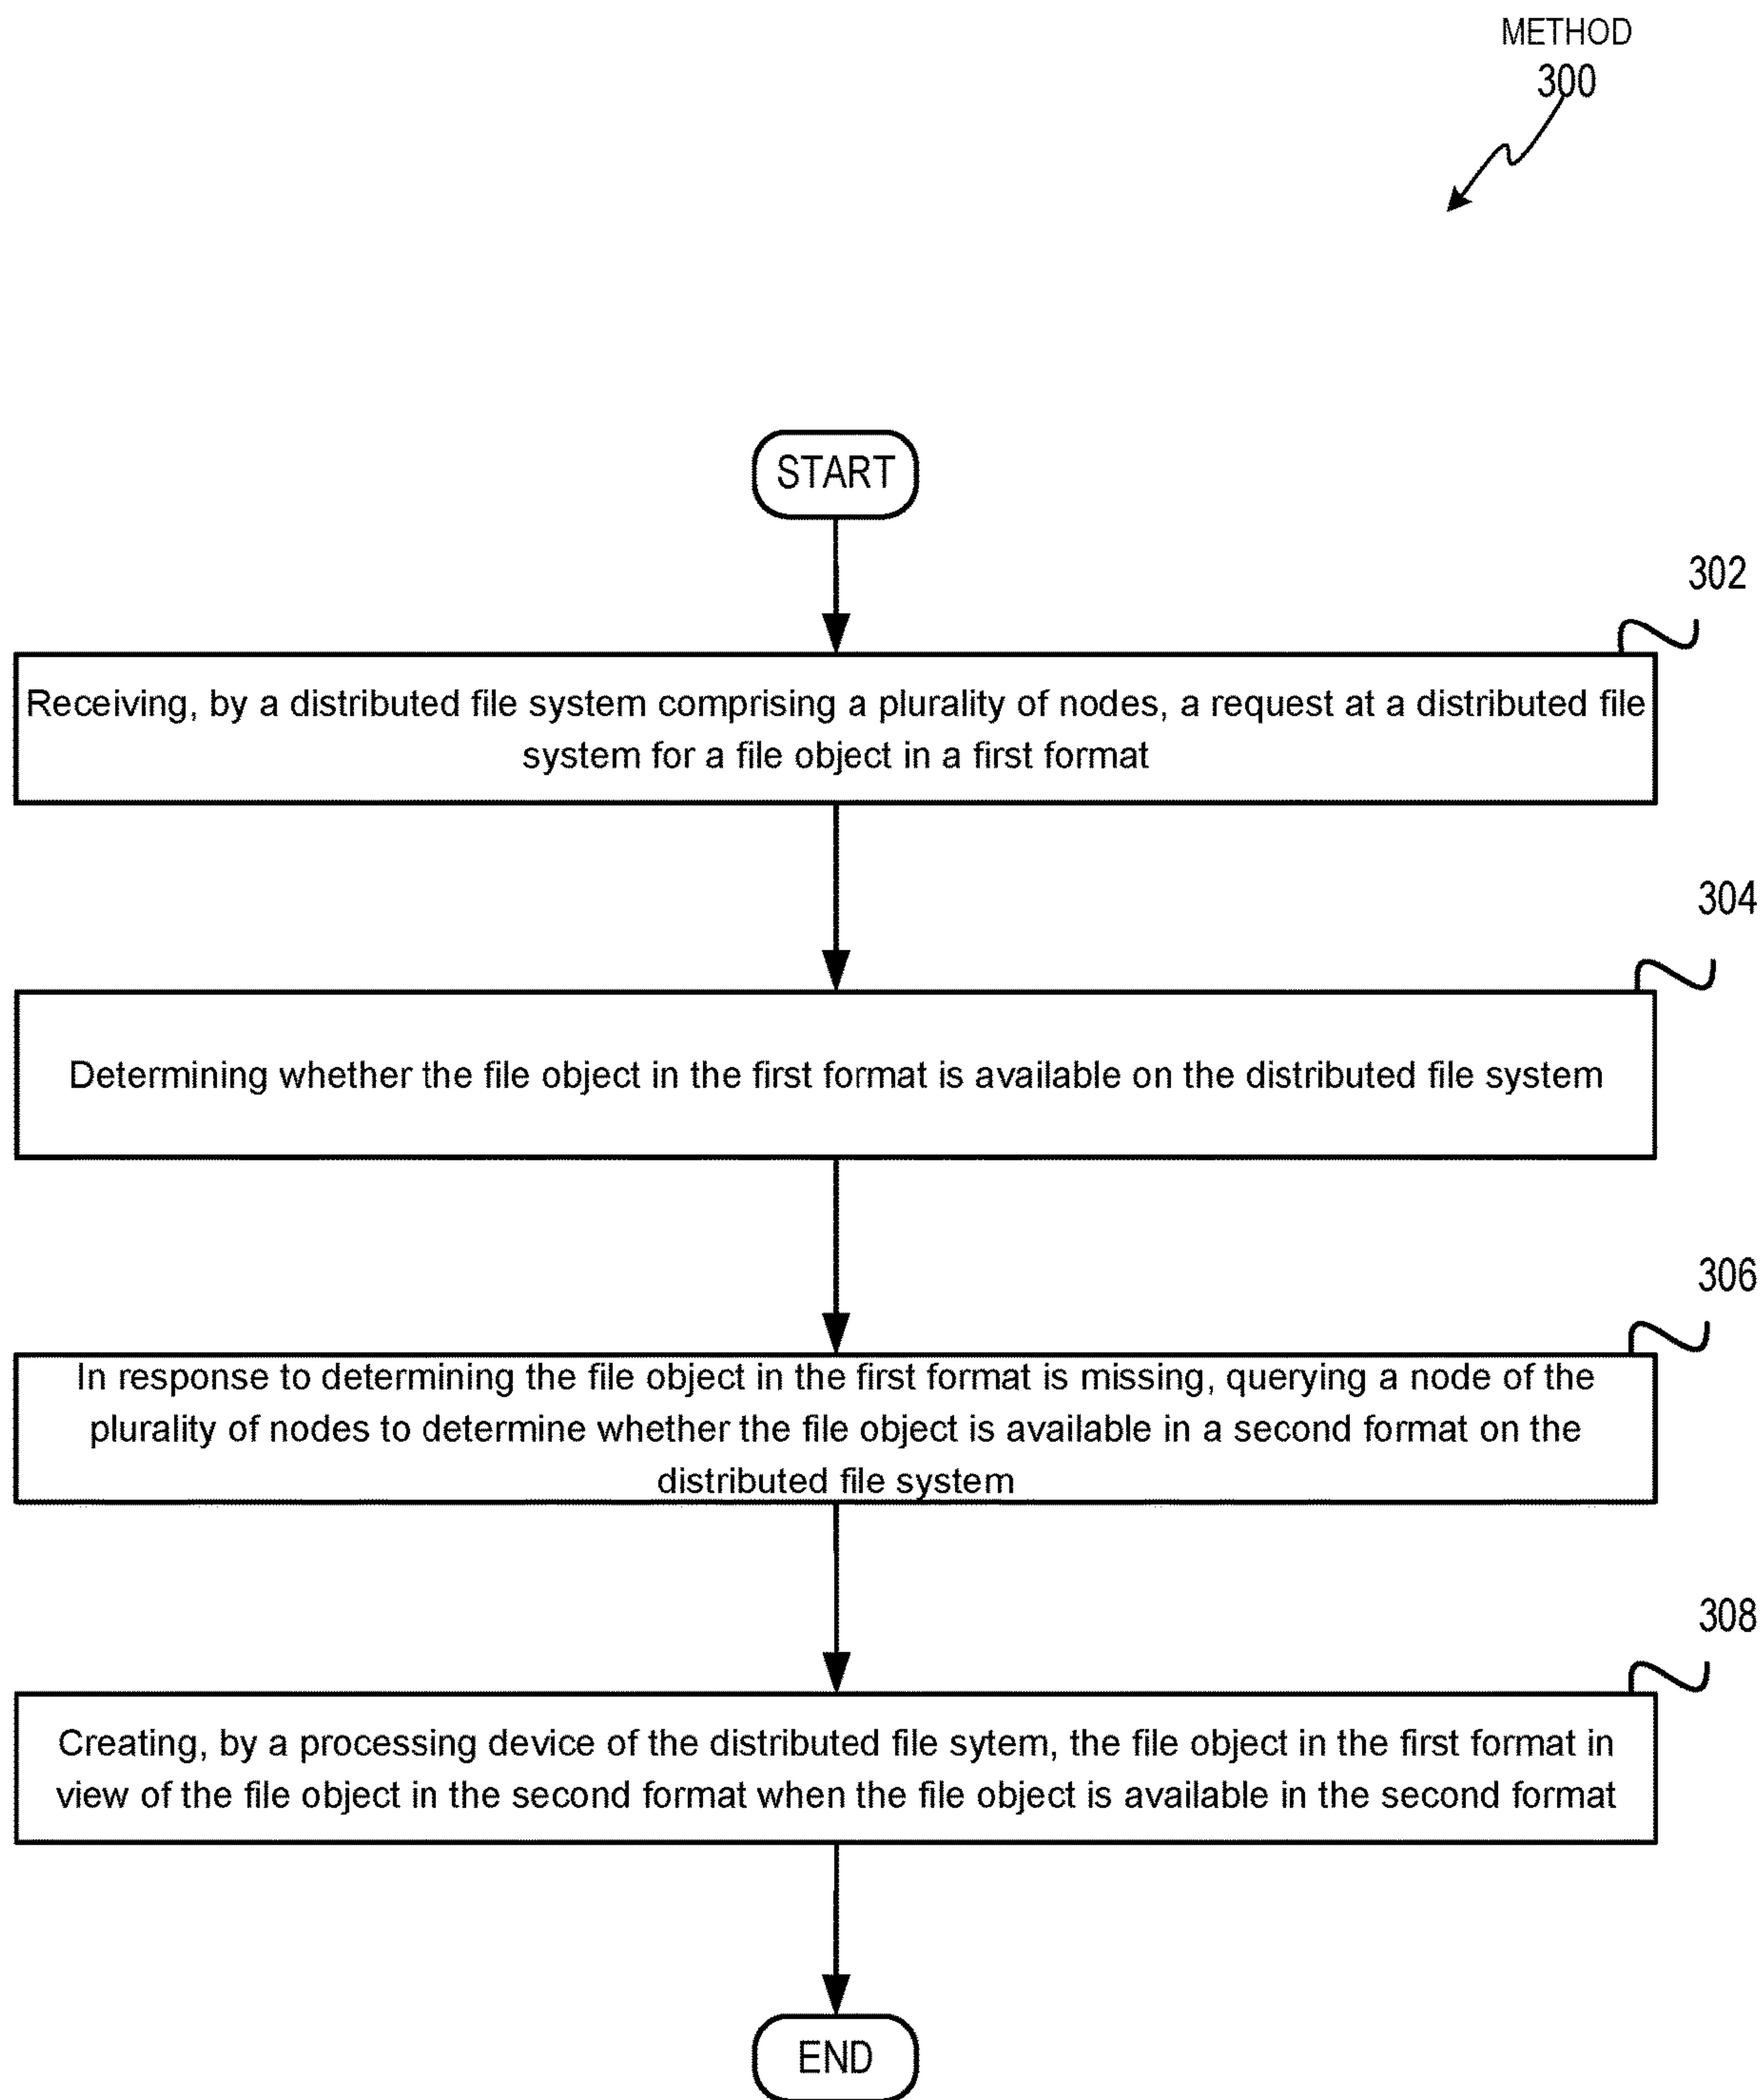 METHOD
300
START
302
Receiving, by a distributed file system comprising a plurality of nodes, a request at a distributed file
system for a file object in a first format
304
Determining whether the file object in the first format is available on the distributed file system
306
In response to determining the file object in the first format is missing, querying a node of the
plurality of nodes to determine whether the file object is available in a second format on the
distributed file system
308
Creating, by a processing device of the distributed file sytem, the file object in the first format in
view of the file object in the second format when the file object is available in the second format
END